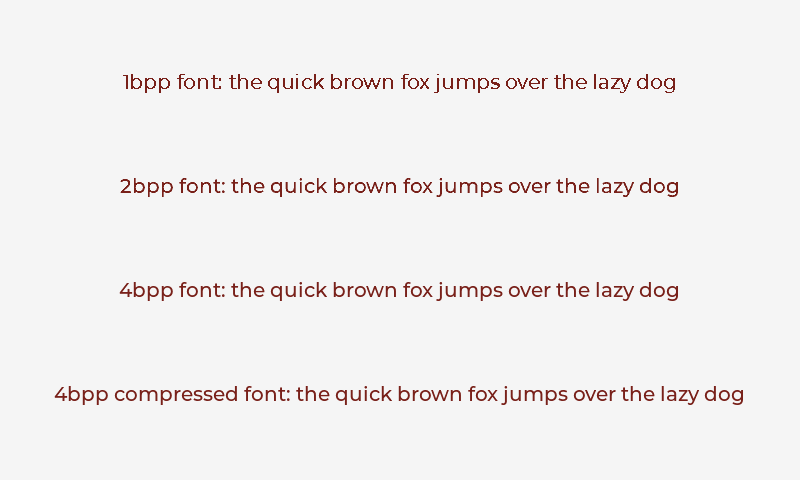 1bpp font: the quick brown fox jumps over the lazy dog
2bpp font: the quick brown fox jumps over the lazy dog
4bpp font: the quick brown fox jumps over the lazy dog
4bpp compressed font: the quick brown fox jumps over the lazy dog